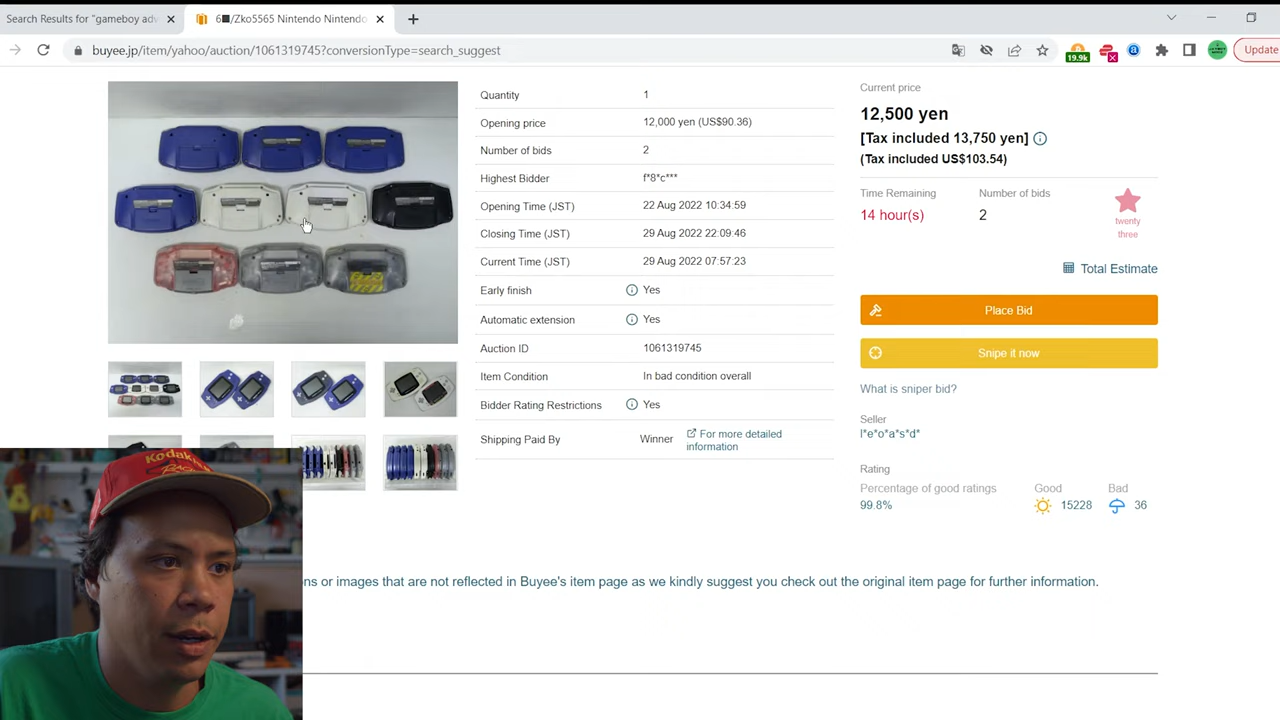 Search Results for "gameboy adv
6■/Zko5565 Nintendo Nintendo
buyee.jp/item/yahoo/auction/1061319745?conversionType=search_suggest
19.9k
Update
Quantity 1
Opening price 12,000 yen (US$90.36)
Number of bids 2
Highest Bidder f*8*c***
Opening Time (JST) 22 Aug 2022 10:34:59
Closing Time (JST) 29 Aug 2022 22:09:46
Current Time (JST) 29 Aug 2022 07:57:23
Early finish Yes
Automatic extension Yes
Auction ID 1061319745
Item Condition In bad condition overall
Bidder Rating Restrictions Yes
Shipping Paid By Winner For more detailed
information
Current price
12,500 yen
[Tax included 13,750 yen]
(Tax included US$103.54)
Time Remaining Number of bids
14 hour(s) 2
twenty
three
Total Estimate
Place Bid
Snipe it now
What is sniper bid?
Seller
l*e*o*a*s*d*
Rating
Percentage of good ratings Good Bad
99.8% 15228 36
ns or images that are not reflected in Buyee's item page as we kindly suggest you check out the original item page for further information.
Kodak
RACING